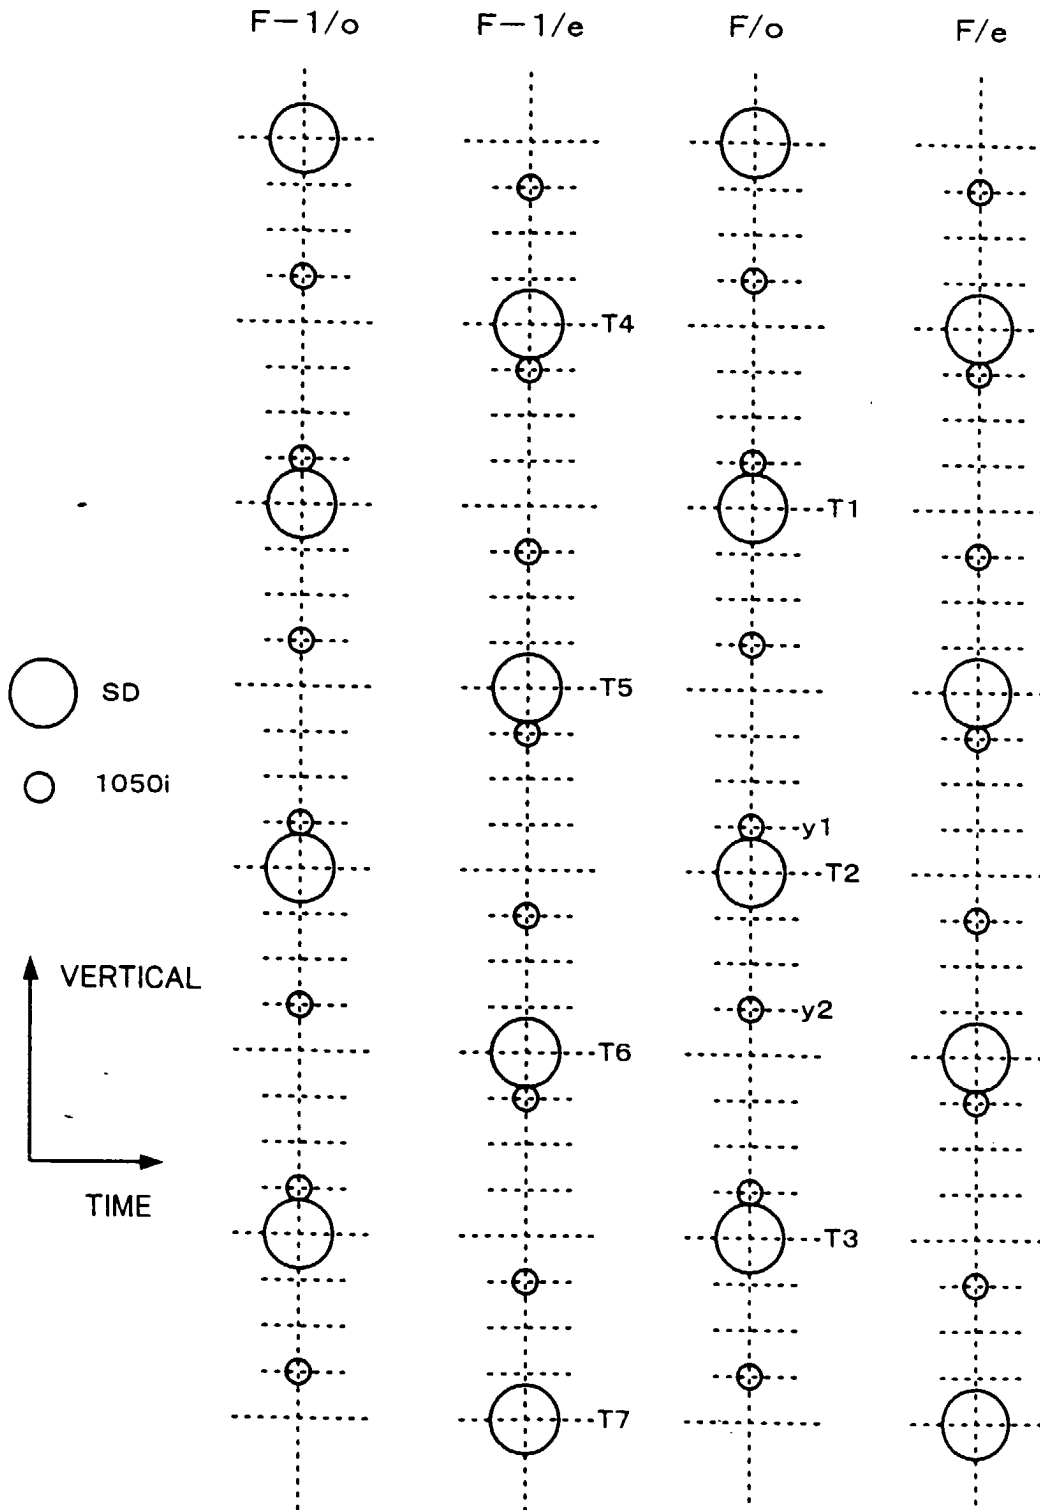 F-1/o F-1/e F/o F/e
T4
T1
SD
T5
1050i
y1
T2
VERTICAL
y2
T6
TIME
T3
T7